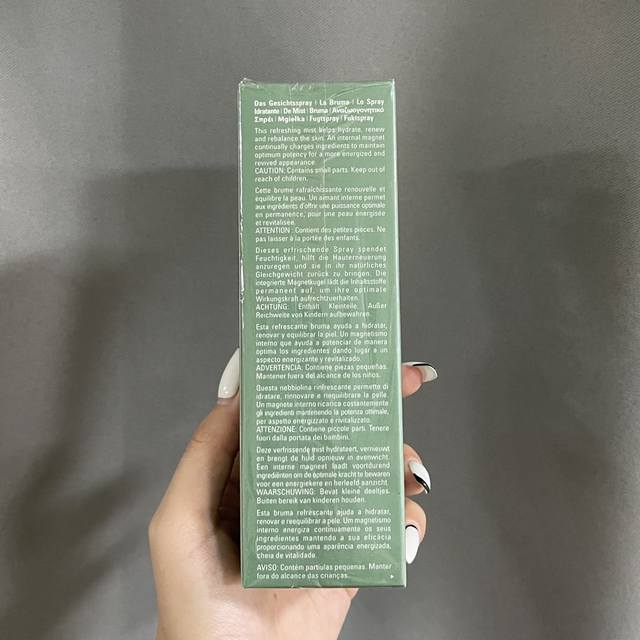 Das Gesichtsspray | La Bruma | Lo Spray
Idratante | De Mist | Bruma | Αναζωογονητικό
Σπρέι | Mgiełka | Fugtspray | Fuktspray
This refreshing mist helps hydrate, renew
and rebalance the skin. An internal magnet
continually charges ingredients to maintain
optimum potency for a more energized and
revived appearance.
CAUTION: Contains small parts. Keep out of
reach of children.
Cette brume rafraîchissante renouvelle et
équilibre la peau. Un aimant interne permet
aux ingrédients d'offrir une puissance optimale
en permanence, pour une peau énergisée
et revitalisée.
ATTENTION : Contient des petites pièces. Ne
pas laisser à la portée des enfants.
Dieses erfrischende Spray spendet
Feuchtigkeit, hilft die Hauterneuerung
anzuregen und sie in ihr natürliches
Gleichgewicht zurück zu bringen. Die
integrierte Magnetkugel lädt die Inhaltsstoffe
permanent auf, um ihre optimale
Wirkungskraft aufrechtzuerhalten.
ACHTUNG: Enthält Kleinteile. Außer
Reichweite von Kindern aufbewahren.
Esta refrescante bruma ayuda a hidratar,
renovar y equilibrar la piel. Un magnetismo
interno que ayuda a potenciar de manera
óptima los ingredientes dando lugar a un
aspecto energizante y revitalizado.
ADVERTENCIA: Contiene piezas pequeñas.
Mantener fuera del alcance de los niños.
Questa nebbiolina rinfrescante permette di
idratare, rinnovare e riequilibrare la pelle.
Un magnete interno ricarica costantemente
gli ingredienti mantenendo la potenza ottimale,
per aspetto energizzato e rivitalizzato.
ATTENZIONE: Contiene piccole parti. Tenere
fuori dalla portata dei bambini.
Deze verfrissende mist hydrateert, vernieuwt
en brengt de huid opnieuw in evenwicht.
Een interne magneet laadt voortdurend
ingrediënten om de optimale kracht te bewaren
voor een energiekere en herleefd aanzicht.
WAARSCHUWING: Bevat kleine deeltjes.
Buiten bereik van kinderen houden.
Esta bruma refrescante ajuda a hidratar,
renovar e reequilibrar a pele. Um magnetismo
interno energiza continuamente os seus
ingredientes mantendo a sua eficácia
proporcionando uma aparência energizada,
cheia de vitalidade.
AVISO: Contém partíulas pequenas. Manter
fora do alcance das crianças.